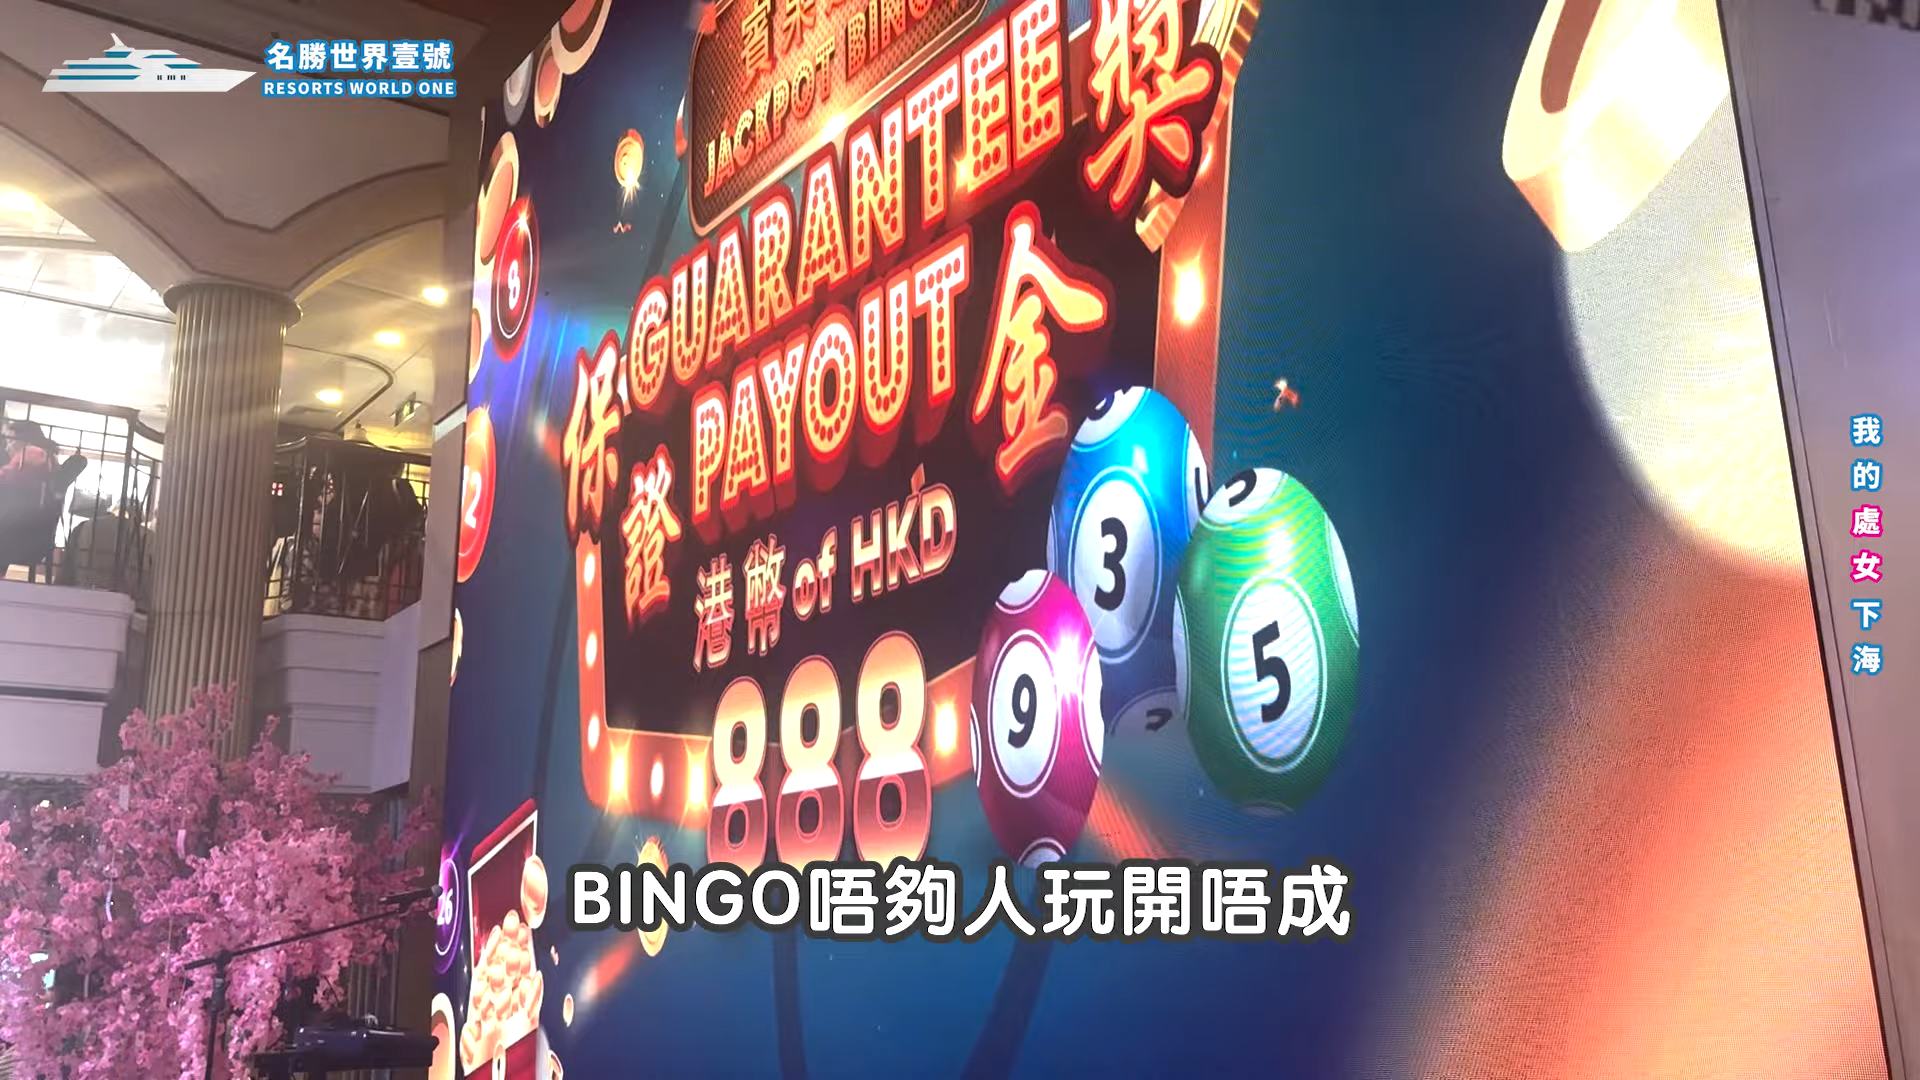 名勝世界壹號
RESORTS WORLD ONE
JACKPOT BINGO
GUARANTEE
PAYOUT
保證獎金
港幣 of HKD
888
8
2
26
3
9
5
BINGO唔夠人玩開唔成
我的處女下海